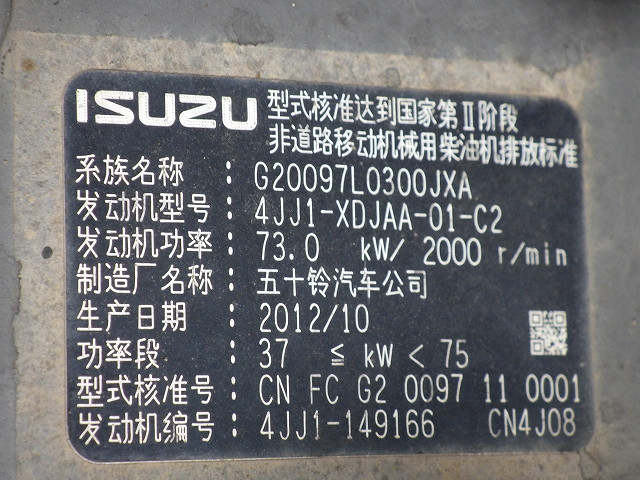 ISUZU 型式核准达到国家第Ⅱ阶段
非道路移动机械用柴油机排放标准
系族名称：G20097L0300JXA
发动机型号：4JJ1-XDJAA-01-C2
发动机功率：73.0 kW/ 2000 r/min
制造厂名称：五十铃汽车公司
生产日期：2012/10
功率段：37 ≤ kW < 75
型式核准号：CN FC G2 0097 11 0001
发动机编号：4JJ1-149166 CN4J08